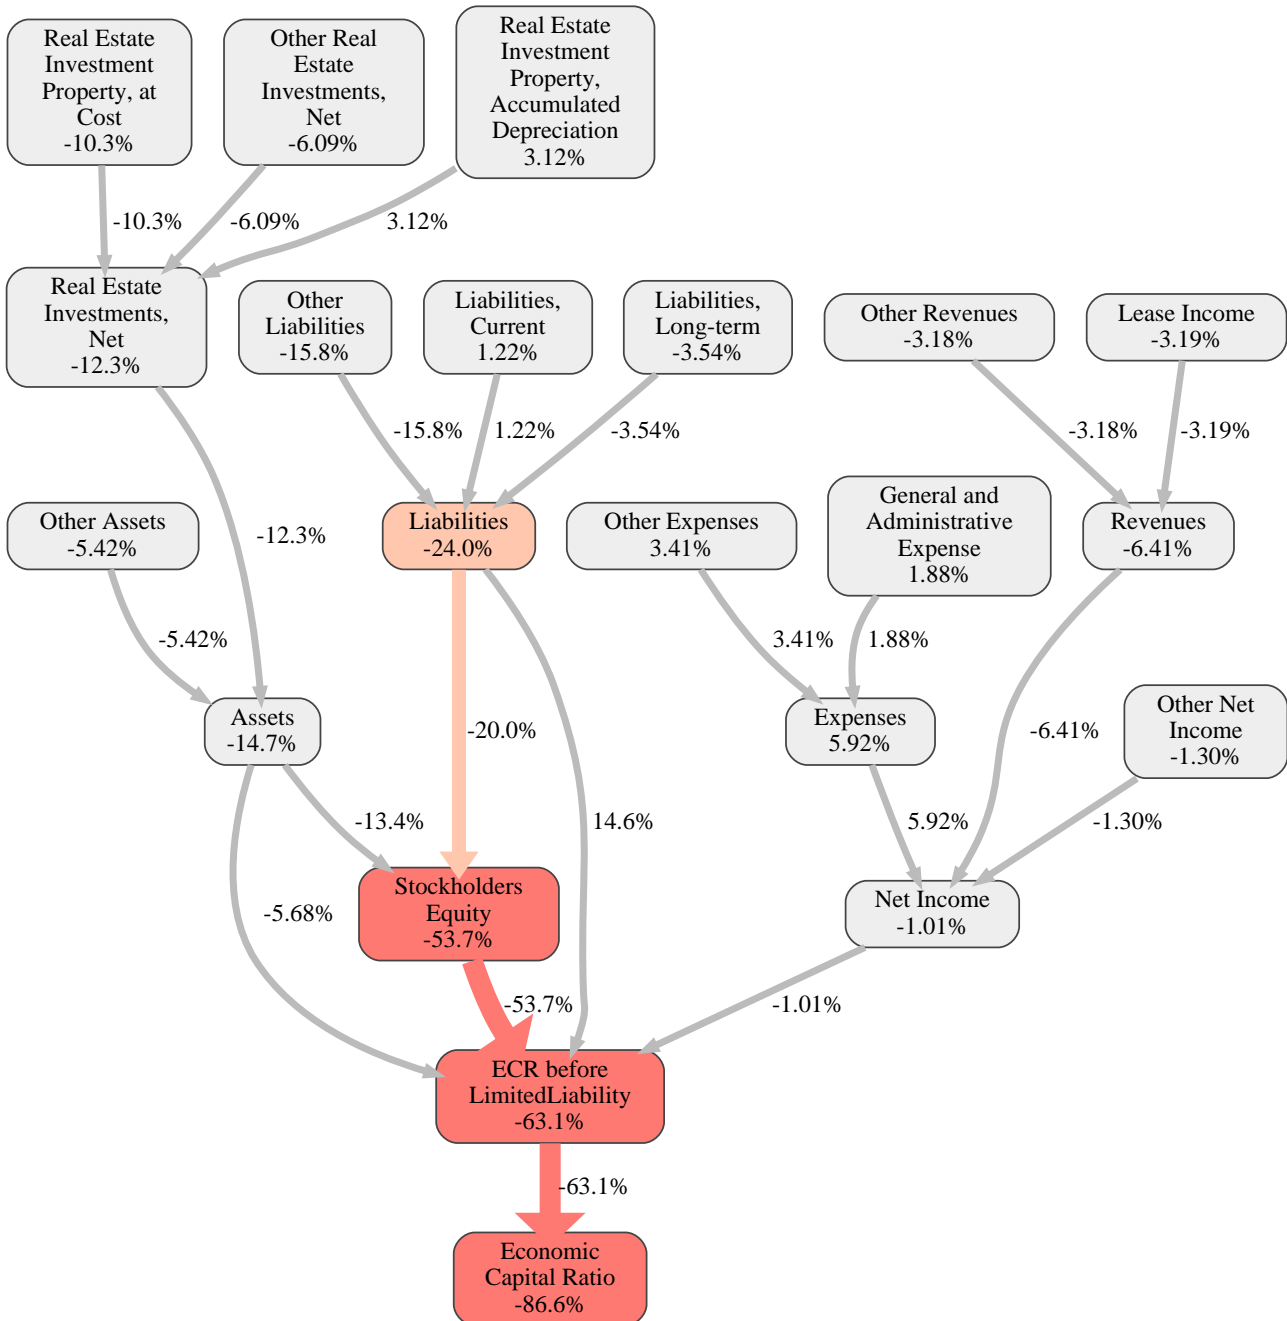 Real Estate
Investment
Property, at
Cost
-10.3%
Other Real
Estate
Investments,
Net
-6.09%
Real Estate
Investment
Property,
Accumulated
Depreciation
3.12%
-10.3%
-6.09%
3.12%
Real Estate
Investments,
Net
-12.3%
Other
Liabilities
-15.8%
Liabilities,
Current
1.22%
Liabilities,
Long-term
-3.54%
Other Revenues
-3.18%
Lease Income
-3.19%
-15.8%
1.22%
-3.54%
-3.18%
-3.19%
Other Assets
-5.42%
-12.3%
Liabilities
-24.0%
Other Expenses
3.41%
General and
Administrative
Expense
1.88%
Revenues
-6.41%
-5.42%
3.41%
1.88%
Assets
-14.7%
-20.0%
Expenses
5.92%
-6.41%
Other Net
Income
-1.30%
-13.4%
14.6%
5.92%
-1.30%
-5.68%
Stockholders
Equity
-53.7%
Net Income
-1.01%
-53.7%
-1.01%
ECR before
LimitedLiability
-63.1%
-63.1%
Economic
Capital Ratio
-86.6%